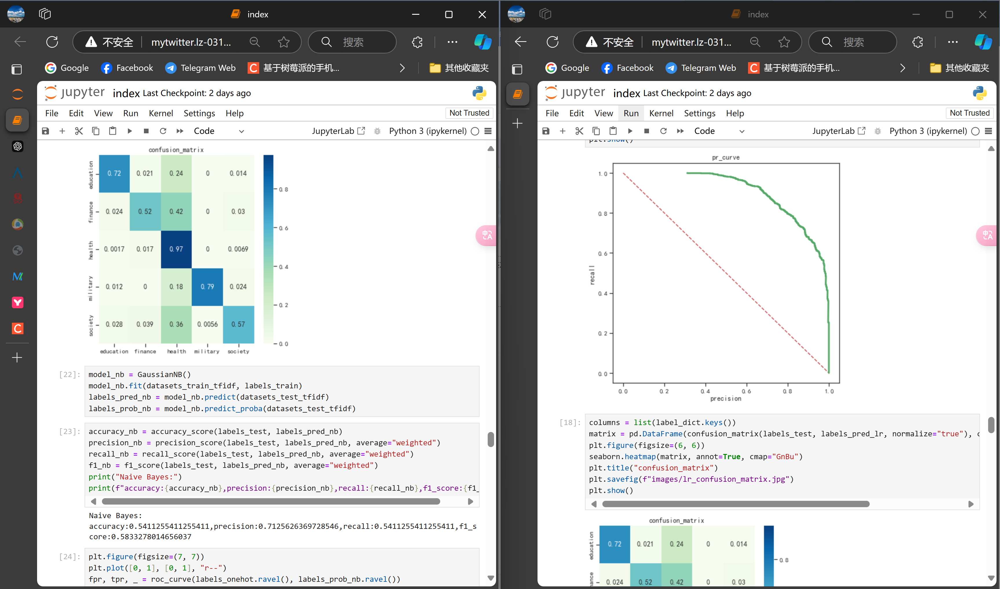 index
不安全
mytwitter.lz-031...
搜索
Google
Facebook
Telegram Web
基于树莓派的手机...
其他收藏夹
jupyter index Last Checkpoint: 2 days ago
File Edit View Run Kernel Settings Help
Not Trusted
Code
JupyterLab
Python 3 (ipykernel)
confusion_matrix
education 0.72 0.021 0.24 0 0.014
finance 0.024 0.52 0.42 0 0.03
health 0.0017 0.017 0.97 0 0.0069
military 0.012 0 0.18 0.79 0.024
society 0.028 0.039 0.36 0.0056 0.57
education finance health military society
0.8
0.6
0.4
0.2
0.0
[22]:
model_nb = GaussianNB()
model_nb.fit(datasets_train_tfidf, labels_train)
labels_pred_nb = model_nb.predict(datasets_test_tfidf)
labels_prob_nb = model_nb.predict_proba(datasets_test_tfidf)
[23]:
accuracy_nb = accuracy_score(labels_test, labels_pred_nb)
precision_nb = precision_score(labels_test, labels_pred_nb, average="weighted")
recall_nb = recall_score(labels_test, labels_pred_nb, average="weighted")
f1_nb = f1_score(labels_test, labels_pred_nb, average="weighted")
print("Naive Bayes:")
print(f"accuracy:{accuracy_nb},precision:{precision_nb},recall:{recall_nb},f1_score:{f1_
Naive Bayes:
accuracy:0.5411255411255411,precision:0.7125626369728546,recall:0.5411255411255411,f1_s
core:0.5833278014656037
[24]:
plt.figure(figsize=(7, 7))
plt.plot([0, 1], [0, 1], "r--")
fpr, tpr, _ = roc_curve(labels_onehot.ravel(), labels_prob_nb.ravel())
index
不安全
mytwitter.lz-031...
搜索
Google
Facebook
Telegram Web
基于树莓派的手机...
其他收藏夹
jupyter index Last Checkpoint: 2 days ago
File Edit View Run Kernel Settings Help
Not Trusted
Code
JupyterLab
Python 3 (ipykernel)
plt.show()
pr_curve
1.0
0.8
0.6
0.4
0.2
0.0
recall
0.0 0.2 0.4 0.6 0.8 1.0
precision
[18]:
columns = list(label_dict.keys())
matrix = pd.DataFrame(confusion_matrix(labels_test, labels_pred_lr, normalize="true"), c
plt.figure(figsize=(6, 6))
seaborn.heatmap(matrix, annot=True, cmap="GnBu")
plt.title("confusion_matrix")
plt.savefig(f"images/lr_confusion_matrix.jpg")
plt.show()
confusion_matrix
education 0.72 0.021 0.24 0 0.014
nance 0.024 0.52 0.42 0 0.03
0.8